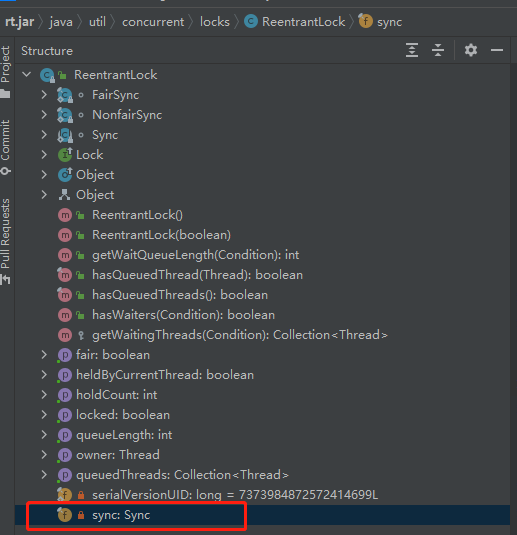 rt.jar java util concurrent locks ReentrantLock sync
Structure
Project
Commit
Pull Requests
ReentrantLock
FairSync
NonfairSync
Sync
Lock
Object
Object
ReentrantLock()
ReentrantLock(boolean)
getWaitQueueLength(Condition): int
hasQueuedThread(Thread): boolean
hasQueuedThreads(): boolean
hasWaiters(Condition): boolean
getWaitingThreads(Condition): Collection<Thread>
fair: boolean
heldByCurrentThread: boolean
holdCount: int
locked: boolean
queueLength: int
owner: Thread
queuedThreads: Collection<Thread>
serialVersionUID: long = 7373984872572414699L
sync: Sync